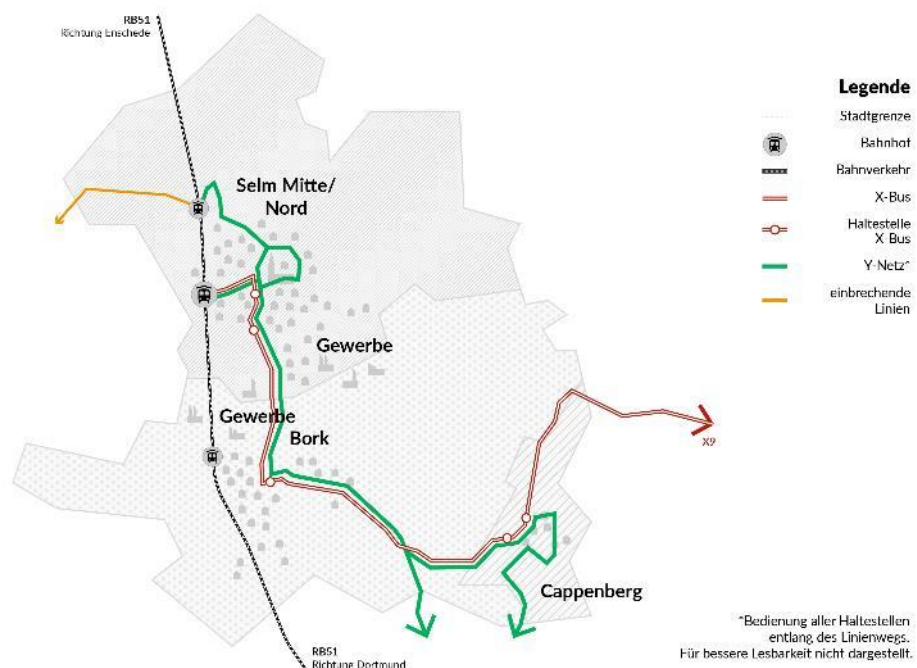 RB51
Richtung Enschede
Selm Mitte/
Nord
Gewerbe
Gewerbe
Bork
Cappenberg
X9
RB51
Richtung Dortmund
Legende
Stadtgrenze
Bahnhof
Bahnverkehr
X-Bus
Haltestelle
X-Bus
Y-Netz*
einbrechende
Linien
*Bedienung aller Haltestellen
entlang des Linienwegs.
Für bessere Lesbarkeit nicht dargestellt.